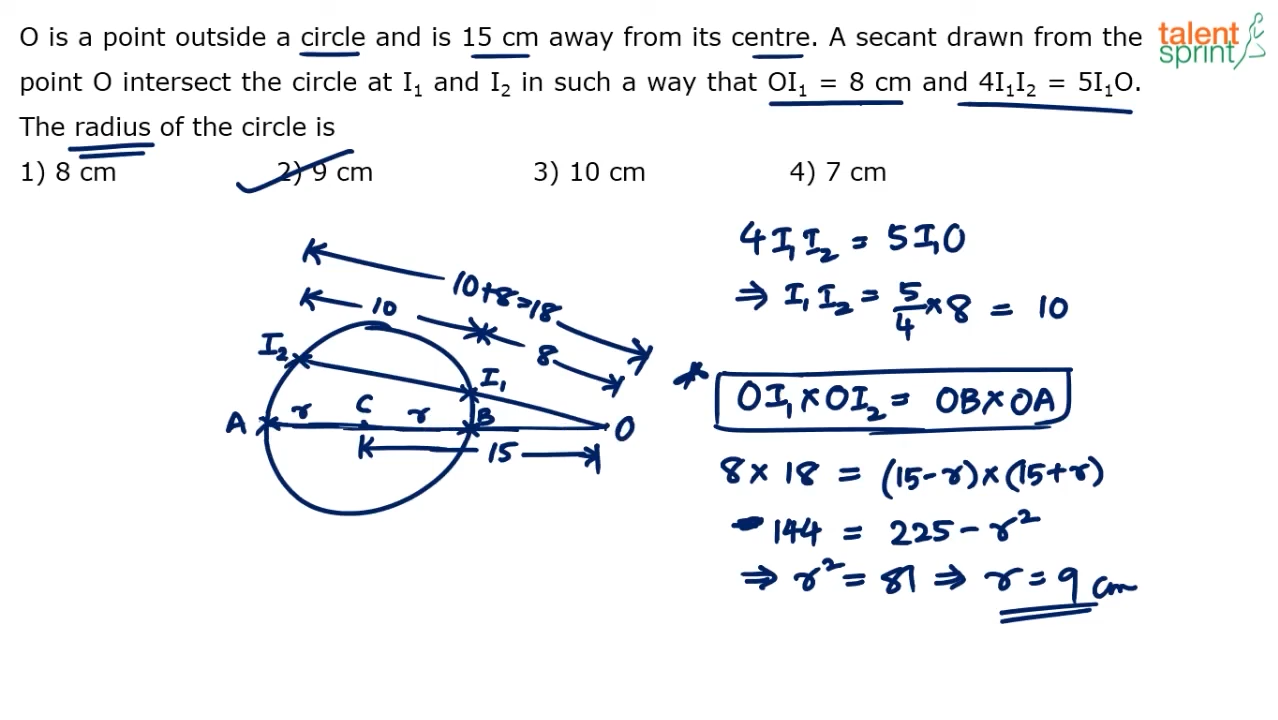 O is a point outside a circle and is 15 cm away from its centre. A secant drawn from the
point O intersect the circle at I₁ and I₂ in such a way that OI₁ = 8 cm and 4I₁I₂ = 5I₁O.
The radius of the circle is
1) 8 cm 2) 9 cm 3) 10 cm 4) 7 cm
talent
sprint
10+8=18
10
8
I₂
I₁
A r C r B O
15
4I₁I₂ = 5I₁O
⇒ I₁I₂ = 5/4 × 8 = 10
* OI₁ × OI₂ = OB × OA
8 × 18 = (15-r)×(15+r)
144 = 225 - r²
⇒ r² = 81 ⇒ r = 9 cm